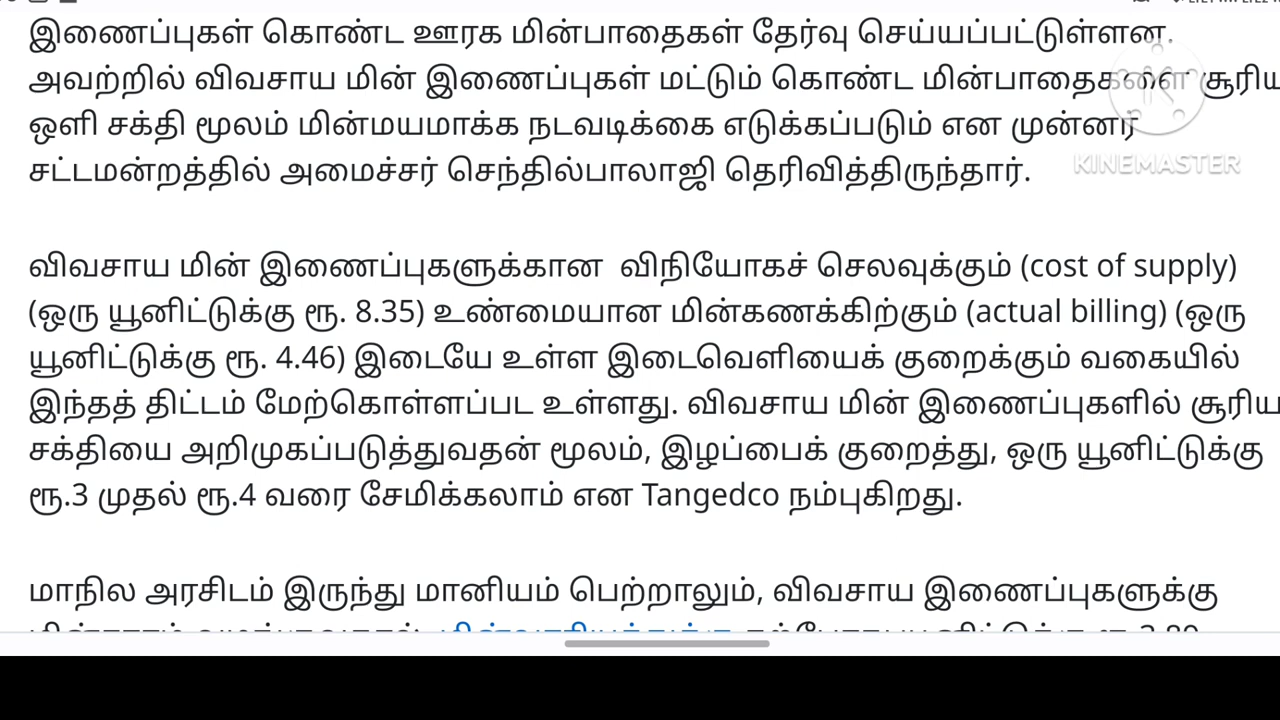 இணைப்புகள் கொண்ட ஊரக மின்பாதைகள் தேர்வு செய்யப்பட்டுள்ளன.
அவற்றில் விவசாய மின் இணைப்புகள் மட்டும் கொண்ட மின்பாதைகளை சூரிய
ஒளி சக்தி மூலம் மின்மயமாக்க நடவடிக்கை எடுக்கப்படும் என முன்னர்
KINEMASTER
சட்டமன்றத்தில் அமைச்சர் செந்தில்பாலாஜி தெரிவித்திருந்தார்.
விவசாய மின் இணைப்புகளுக்கான விநியோகச் செலவுக்கும் (cost of supply)
(ஒரு யூனிட்டுக்கு ரூ. 8.35) உண்மையான மின்கணக்கிற்கும் (actual billing) (ஒரு
யூனிட்டுக்கு ரூ. 4.46) இடையே உள்ள இடைவெளியைக் குறைக்கும் வகையில்
இந்தத் திட்டம் மேற்கொள்ளப்பட உள்ளது. விவசாய மின் இணைப்புகளில் சூரிய
சக்தியை அறிமுகப்படுத்துவதன் மூலம், இழப்பைக் குறைத்து, ஒரு யூனிட்டுக்கு
ரூ.3 முதல் ரூ.4 வரை சேமிக்கலாம் என Tangedco நம்புகிறது.
மாநில அரசிடம் இருந்து மானியம் பெற்றாலும், விவசாய இணைப்புகளுக்கு